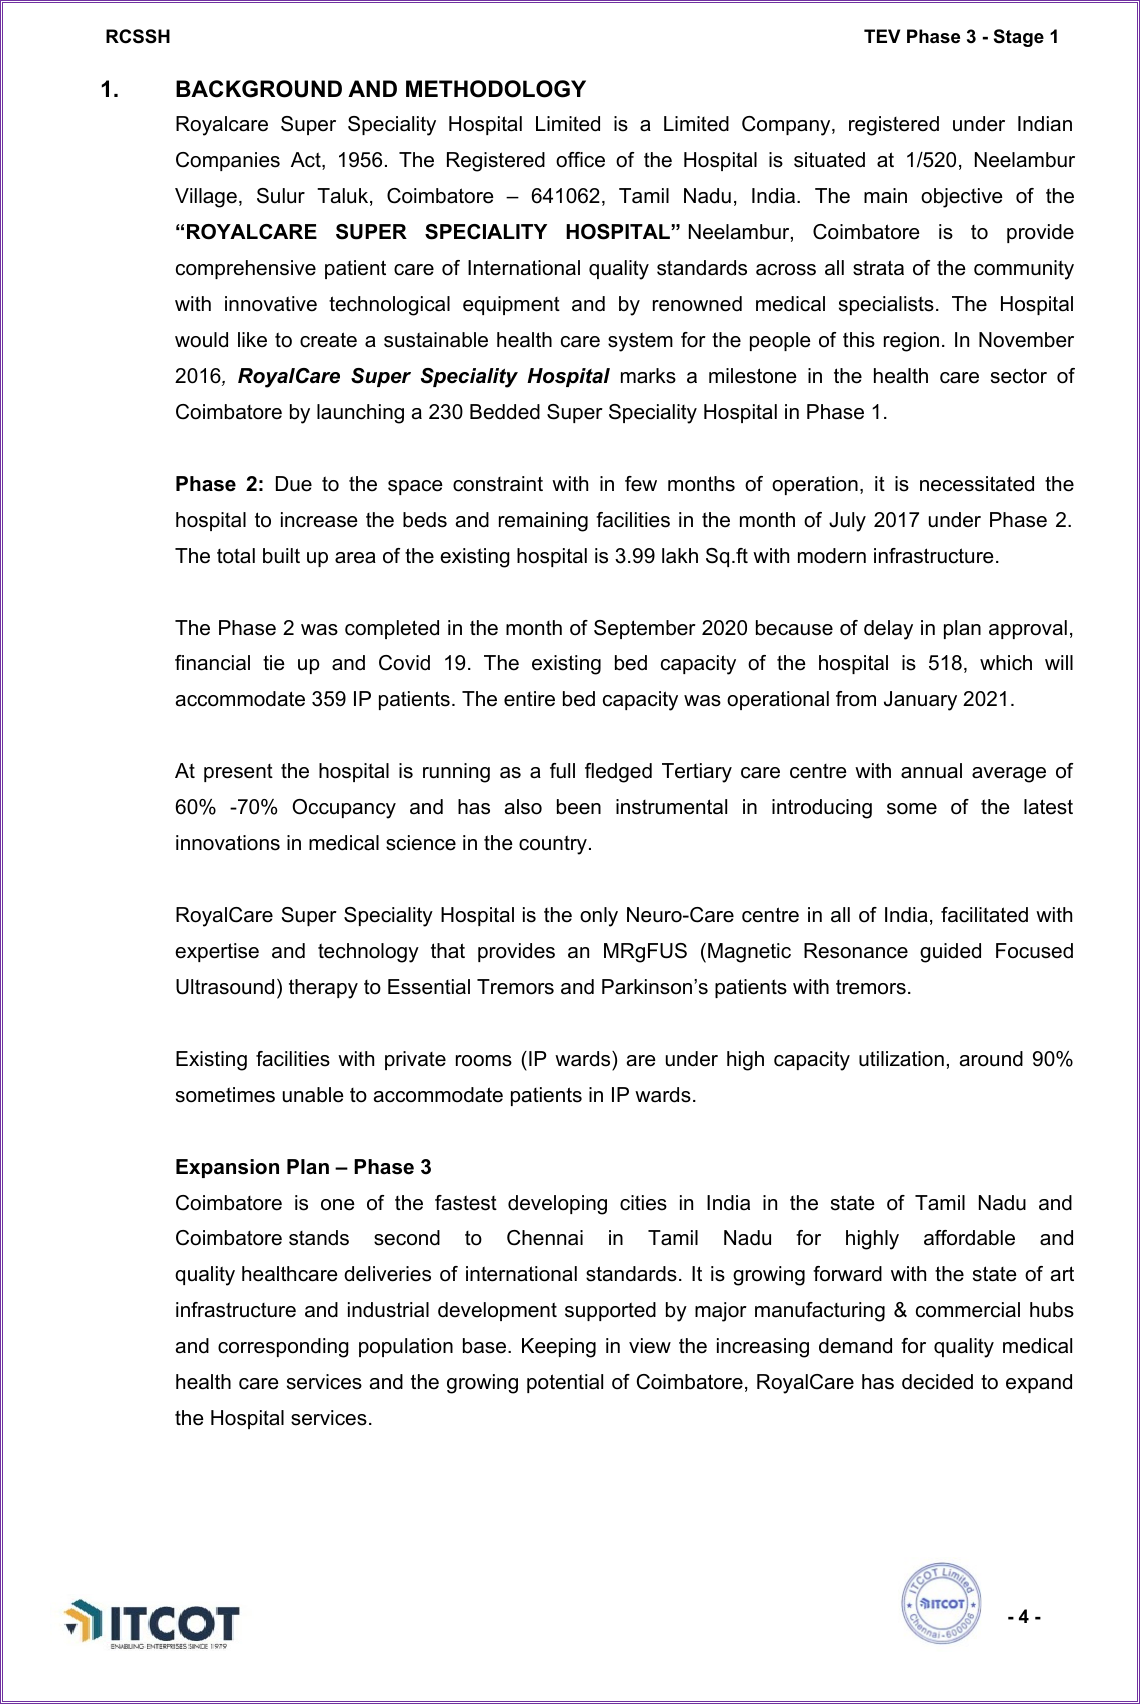 RCSSH TEV Phase 3 - Stage 1
1. BACKGROUND AND METHODOLOGY
Royalcare Super Speciality Hospital Limited is a Limited Company, registered under Indian
Companies Act, 1956. The Registered office of the Hospital is situated at 1/520, Neelambur
Village, Sulur Taluk, Coimbatore – 641062, Tamil Nadu, India. The main objective of the
“ROYALCARE SUPER SPECIALITY HOSPITAL” Neelambur, Coimbatore is to provide
comprehensive patient care of International quality standards across all strata of the community
with innovative technological equipment and by renowned medical specialists. The Hospital
would like to create a sustainable health care system for the people of this region. In November
2016, RoyalCare Super Speciality Hospital marks a milestone in the health care sector of
Coimbatore by launching a 230 Bedded Super Speciality Hospital in Phase 1.
Phase 2: Due to the space constraint with in few months of operation, it is necessitated the
hospital to increase the beds and remaining facilities in the month of July 2017 under Phase 2.
The total built up area of the existing hospital is 3.99 lakh Sq.ft with modern infrastructure.
The Phase 2 was completed in the month of September 2020 because of delay in plan approval,
financial tie up and Covid 19. The existing bed capacity of the hospital is 518, which will
accommodate 359 IP patients. The entire bed capacity was operational from January 2021.
At present the hospital is running as a full fledged Tertiary care centre with annual average of
60% -70% Occupancy and has also been instrumental in introducing some of the latest
innovations in medical science in the country.
RoyalCare Super Speciality Hospital is the only Neuro-Care centre in all of India, facilitated with
expertise and technology that provides an MRgFUS (Magnetic Resonance guided Focused
Ultrasound) therapy to Essential Tremors and Parkinson’s patients with tremors.
Existing facilities with private rooms (IP wards) are under high capacity utilization, around 90%
sometimes unable to accommodate patients in IP wards.
Expansion Plan – Phase 3
Coimbatore is one of the fastest developing cities in India in the state of Tamil Nadu and
Coimbatore stands second to Chennai in Tamil Nadu for highly affordable and
quality healthcare deliveries of international standards. It is growing forward with the state of art
infrastructure and industrial development supported by major manufacturing & commercial hubs
and corresponding population base. Keeping in view the increasing demand for quality medical
health care services and the growing potential of Coimbatore, RoyalCare has decided to expand
the Hospital services.
ITCOT
ENABLING ENTERPRISES SINCE 1979
ITCOT Limited
ITCOT
Chennai-600006
- 4 -